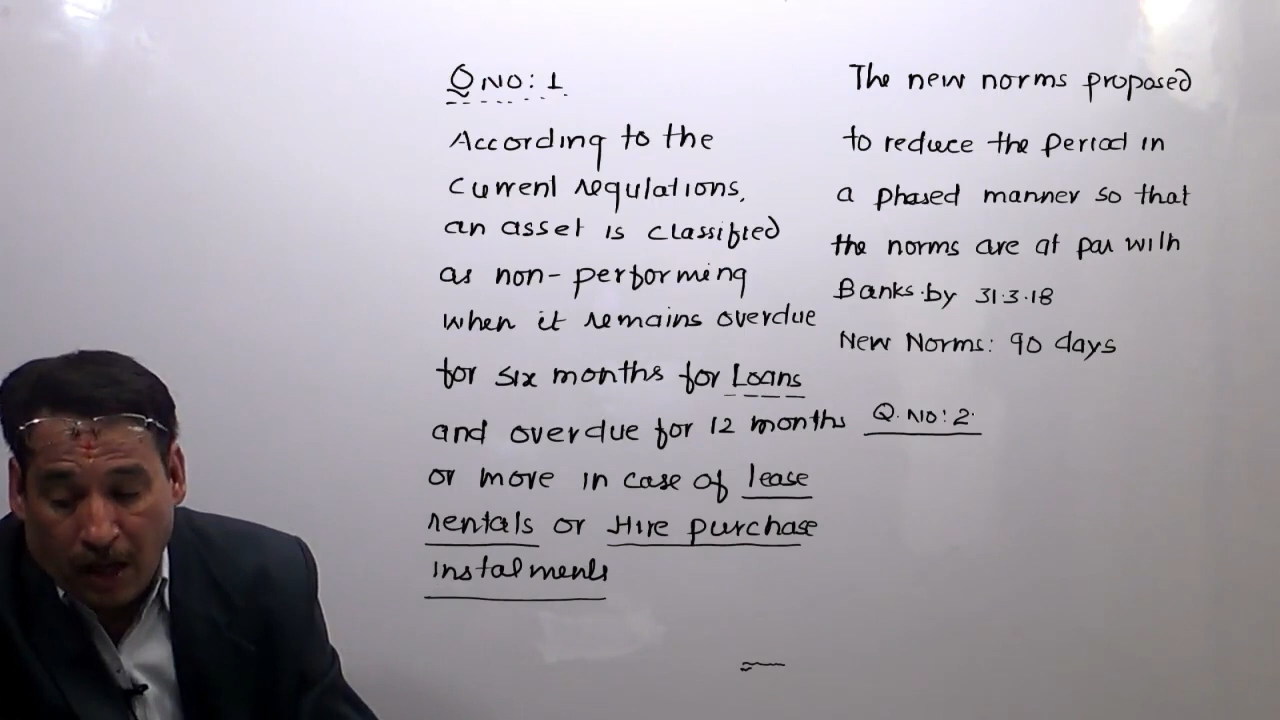 Q NO: 1
According to the
current regulations,
an asset is classified
as non-performing
when it remains overdue
for six months for Loans
and overdue for 12 months
or more in case of lease
rentals or Hire purchase
instalments
The new norms proposed
to reduce the period in
a phased manner so that
the norms are at par with
Banks by 31.3.18
New Norms: 90 days
Q. NO: 2.